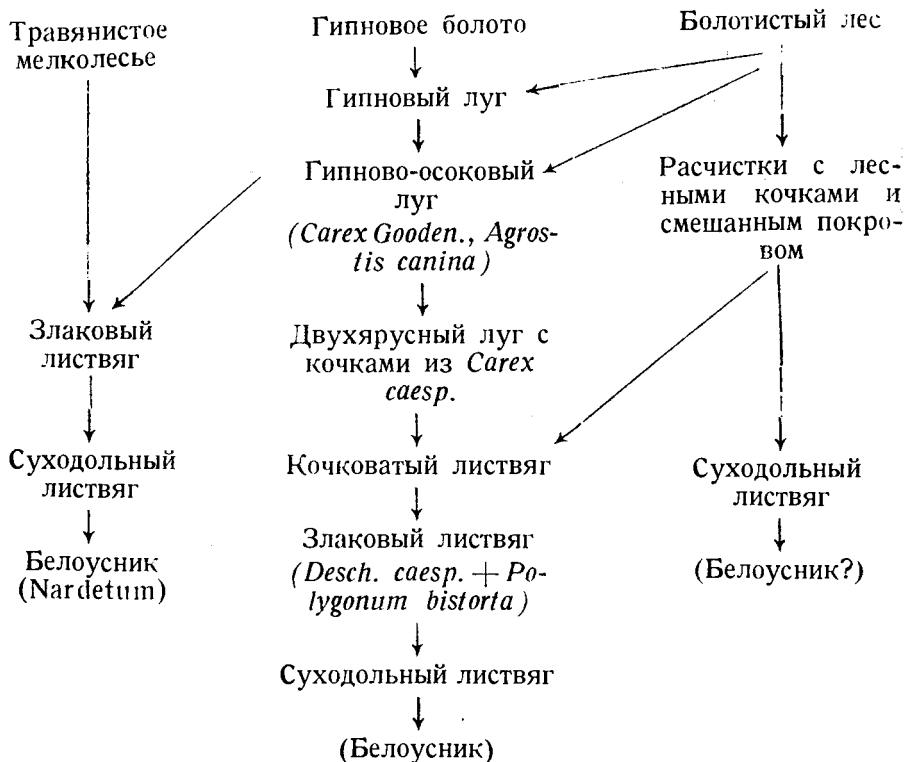 Травянистое
мелколесье
Гипновое болото
Болотистый лес
Гипновый луг
Гипново-осоковый
луг
(Carex Gooden., Agros-
tis canina)
Расчистки с лес-
ными кочками и
смешанным покро-
вом
Злаковый
листвяг
Двухярусный луг с
кочками из Carex
caesp.
Суходольный
листвяг
Кочковатый листвяг
Суходольный
листвяг
Белоусник
(Nardetum)
Злаковый листвяг
(Desch. caesp. + Po-
lygonum bistorta)
(Белоусник?)
Суходольный листвяг
(Белоусник)